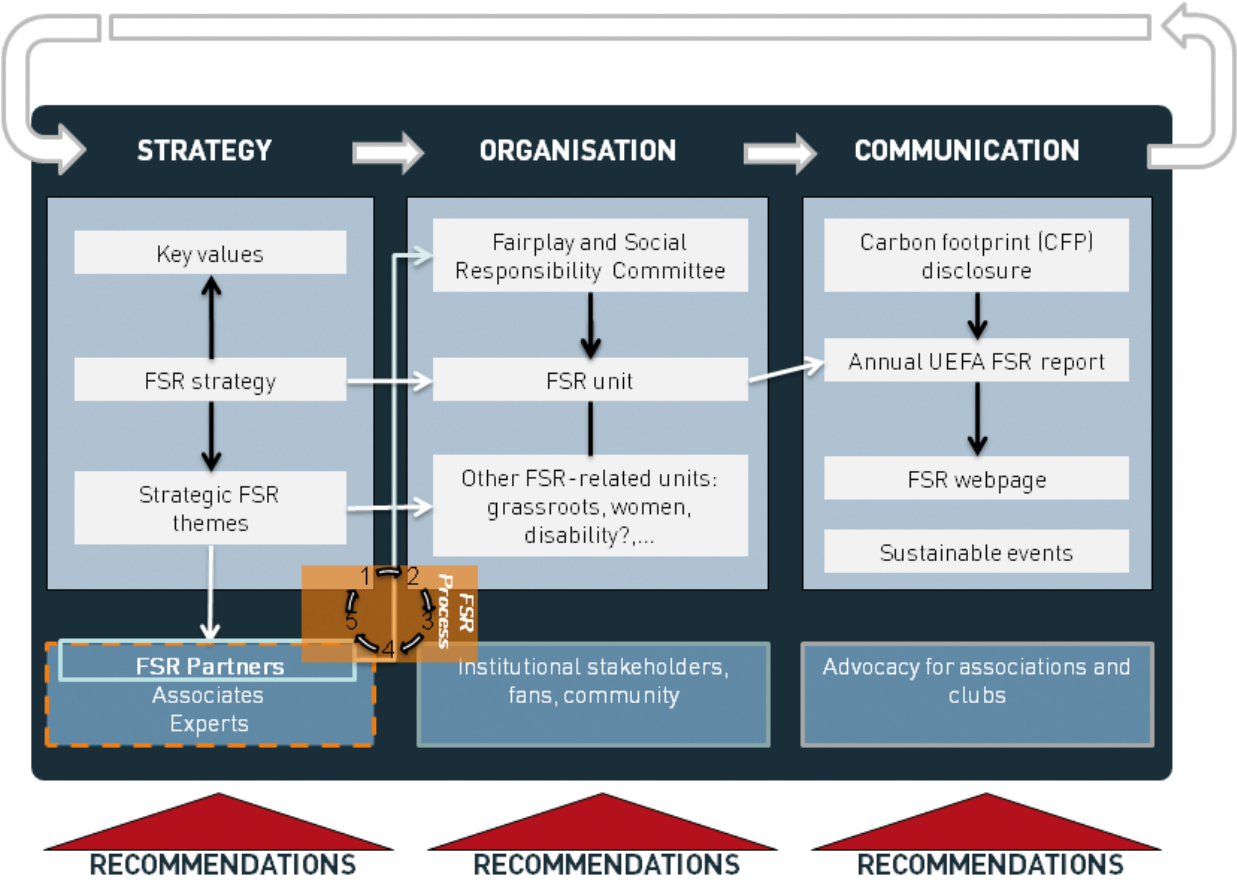 STRATEGY
ORGANISATION
COMMUNICATION
Key values
FSR strategy
Strategic FSR
themes
Fairplay and Social
Responsibility Committee
FSR unit
Other FSR-related units:
grassroots, women,
disability?,...
Carbon footprint (CFP)
disclosure
Annual UEFA FSR report
FSR webpage
Sustainable events
1
2
3
4
5
FSR
Process
FSR Partners
Associates
Experts
Institutional stakeholders,
fans, community
Advocacy for associations and
clubs
RECOMMENDATIONS
RECOMMENDATIONS
RECOMMENDATIONS